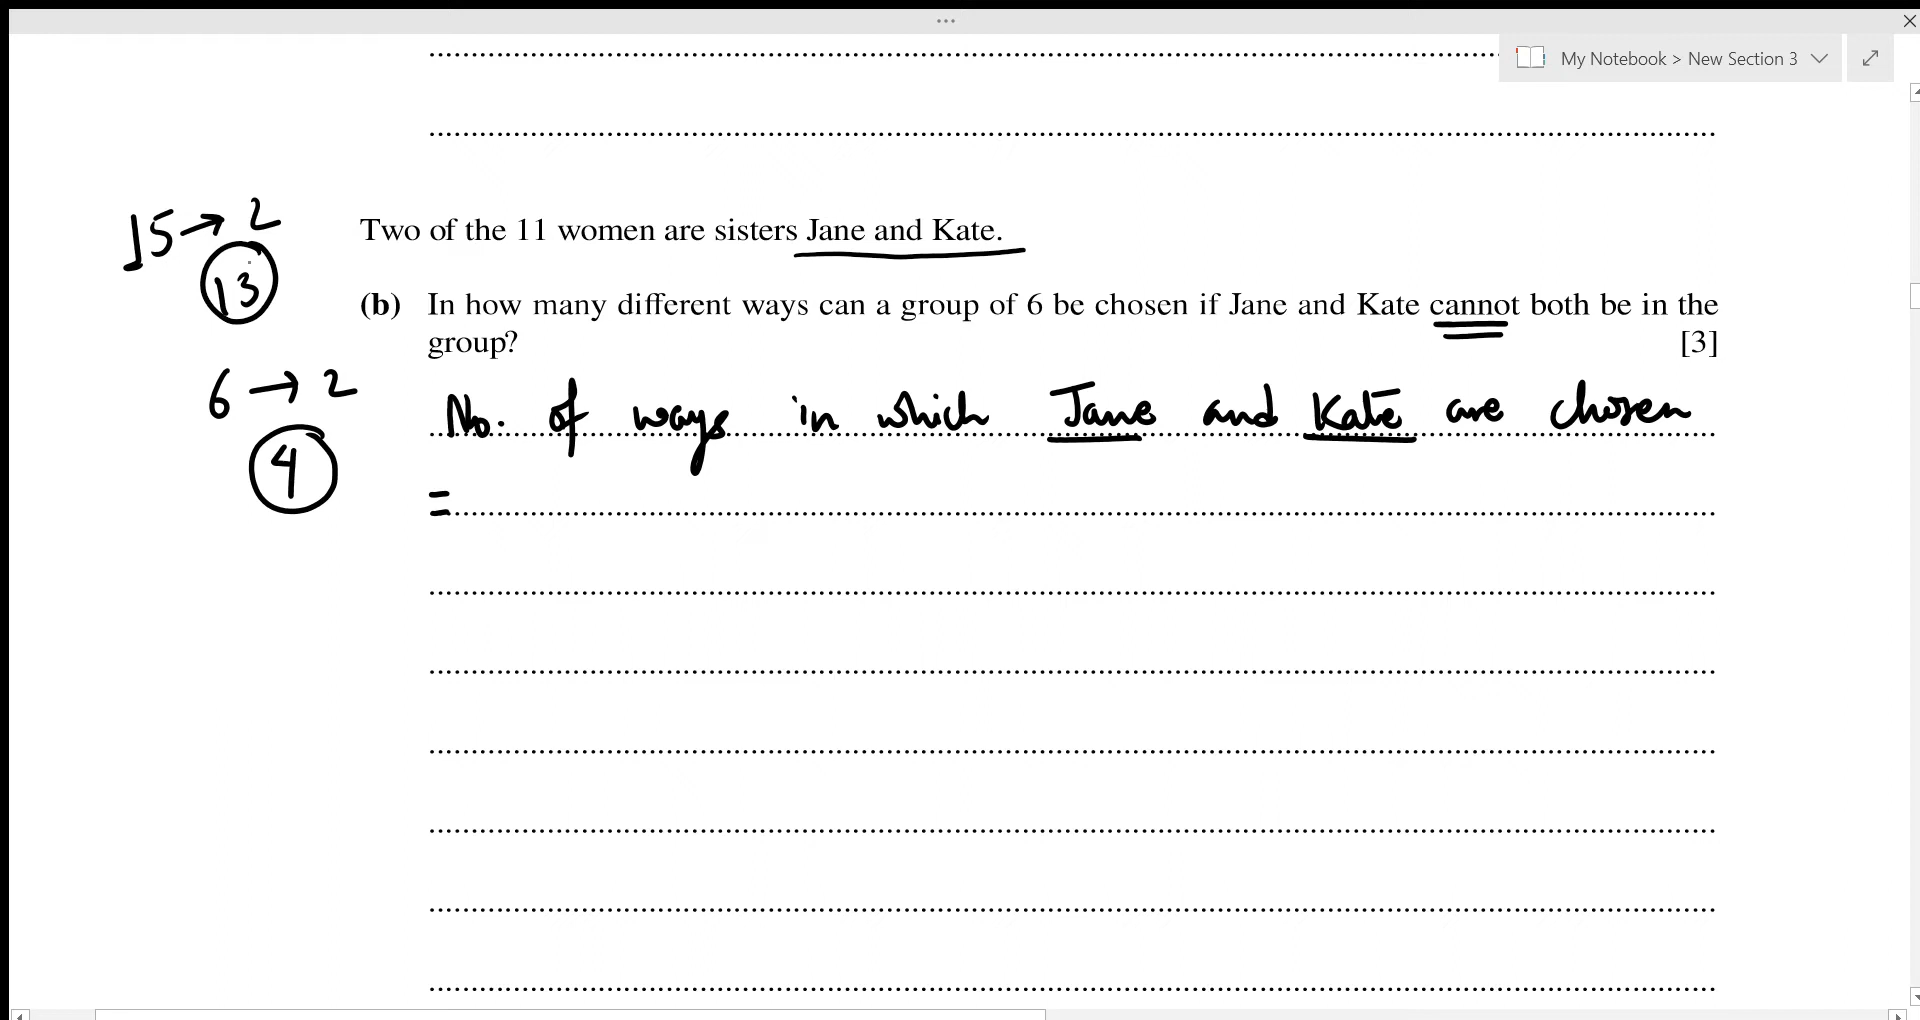 My Notebook > New Section 3
15 → 2
13
Two of the 11 women are sisters Jane and Kate.
(b) In how many different ways can a group of 6 be chosen if Jane and Kate cannot both be in the
group? [3]
6 → 2
4
No. of ways in which Jane and Kate are chosen
=